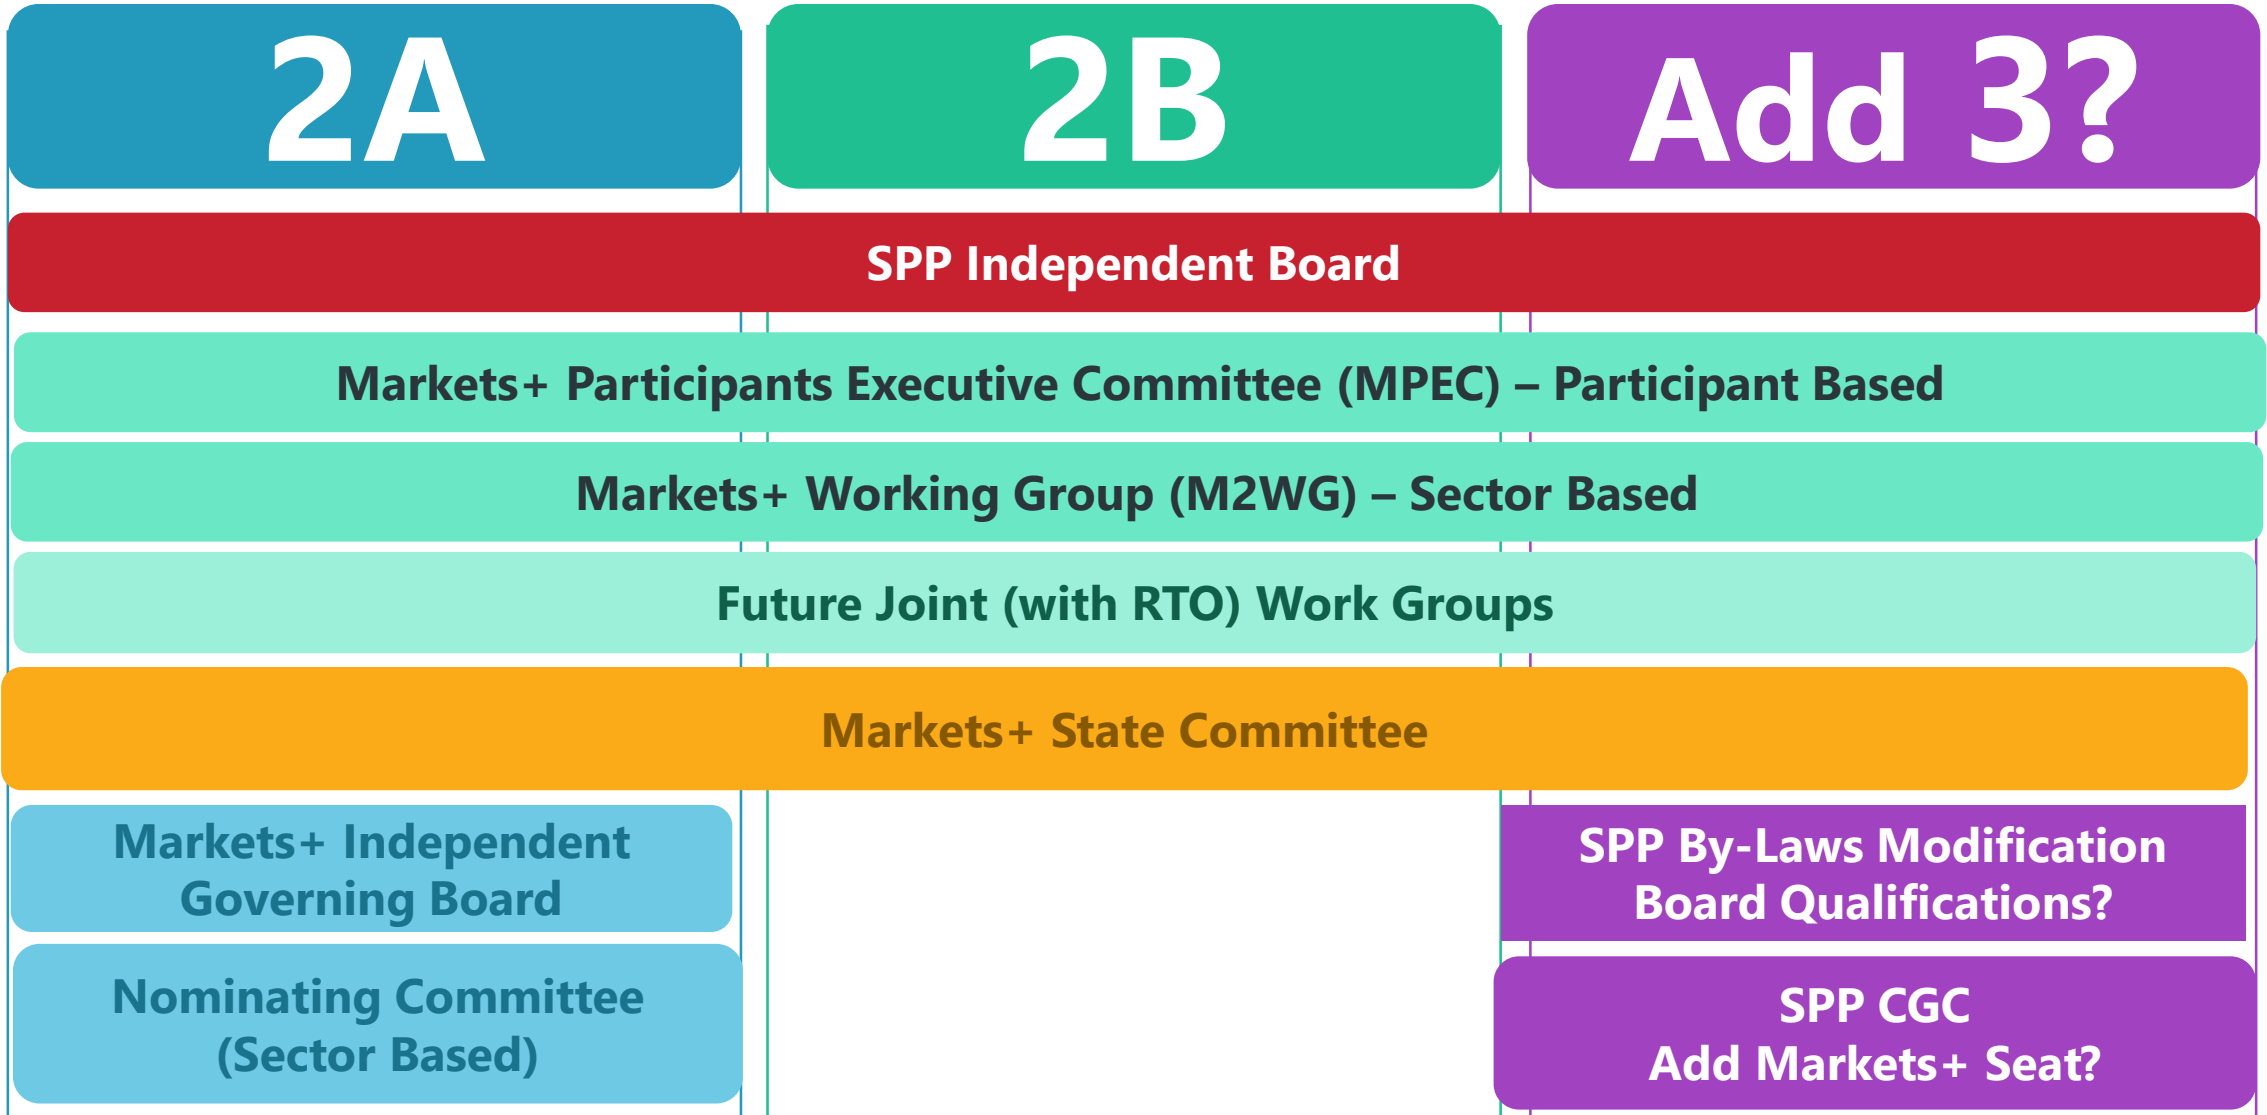 2A
2B
Add 3?
SPP Independent Board
Markets+ Participants Executive Committee (MPEC) – Participant Based
Markets+ Working Group (M2WG) – Sector Based
Future Joint (with RTO) Work Groups
Markets+ State Committee
Markets+ Independent
Governing Board
SPP By-Laws Modification
Board Qualifications?
Nominating Committee
(Sector Based)
SPP CGC
Add Markets+ Seat?